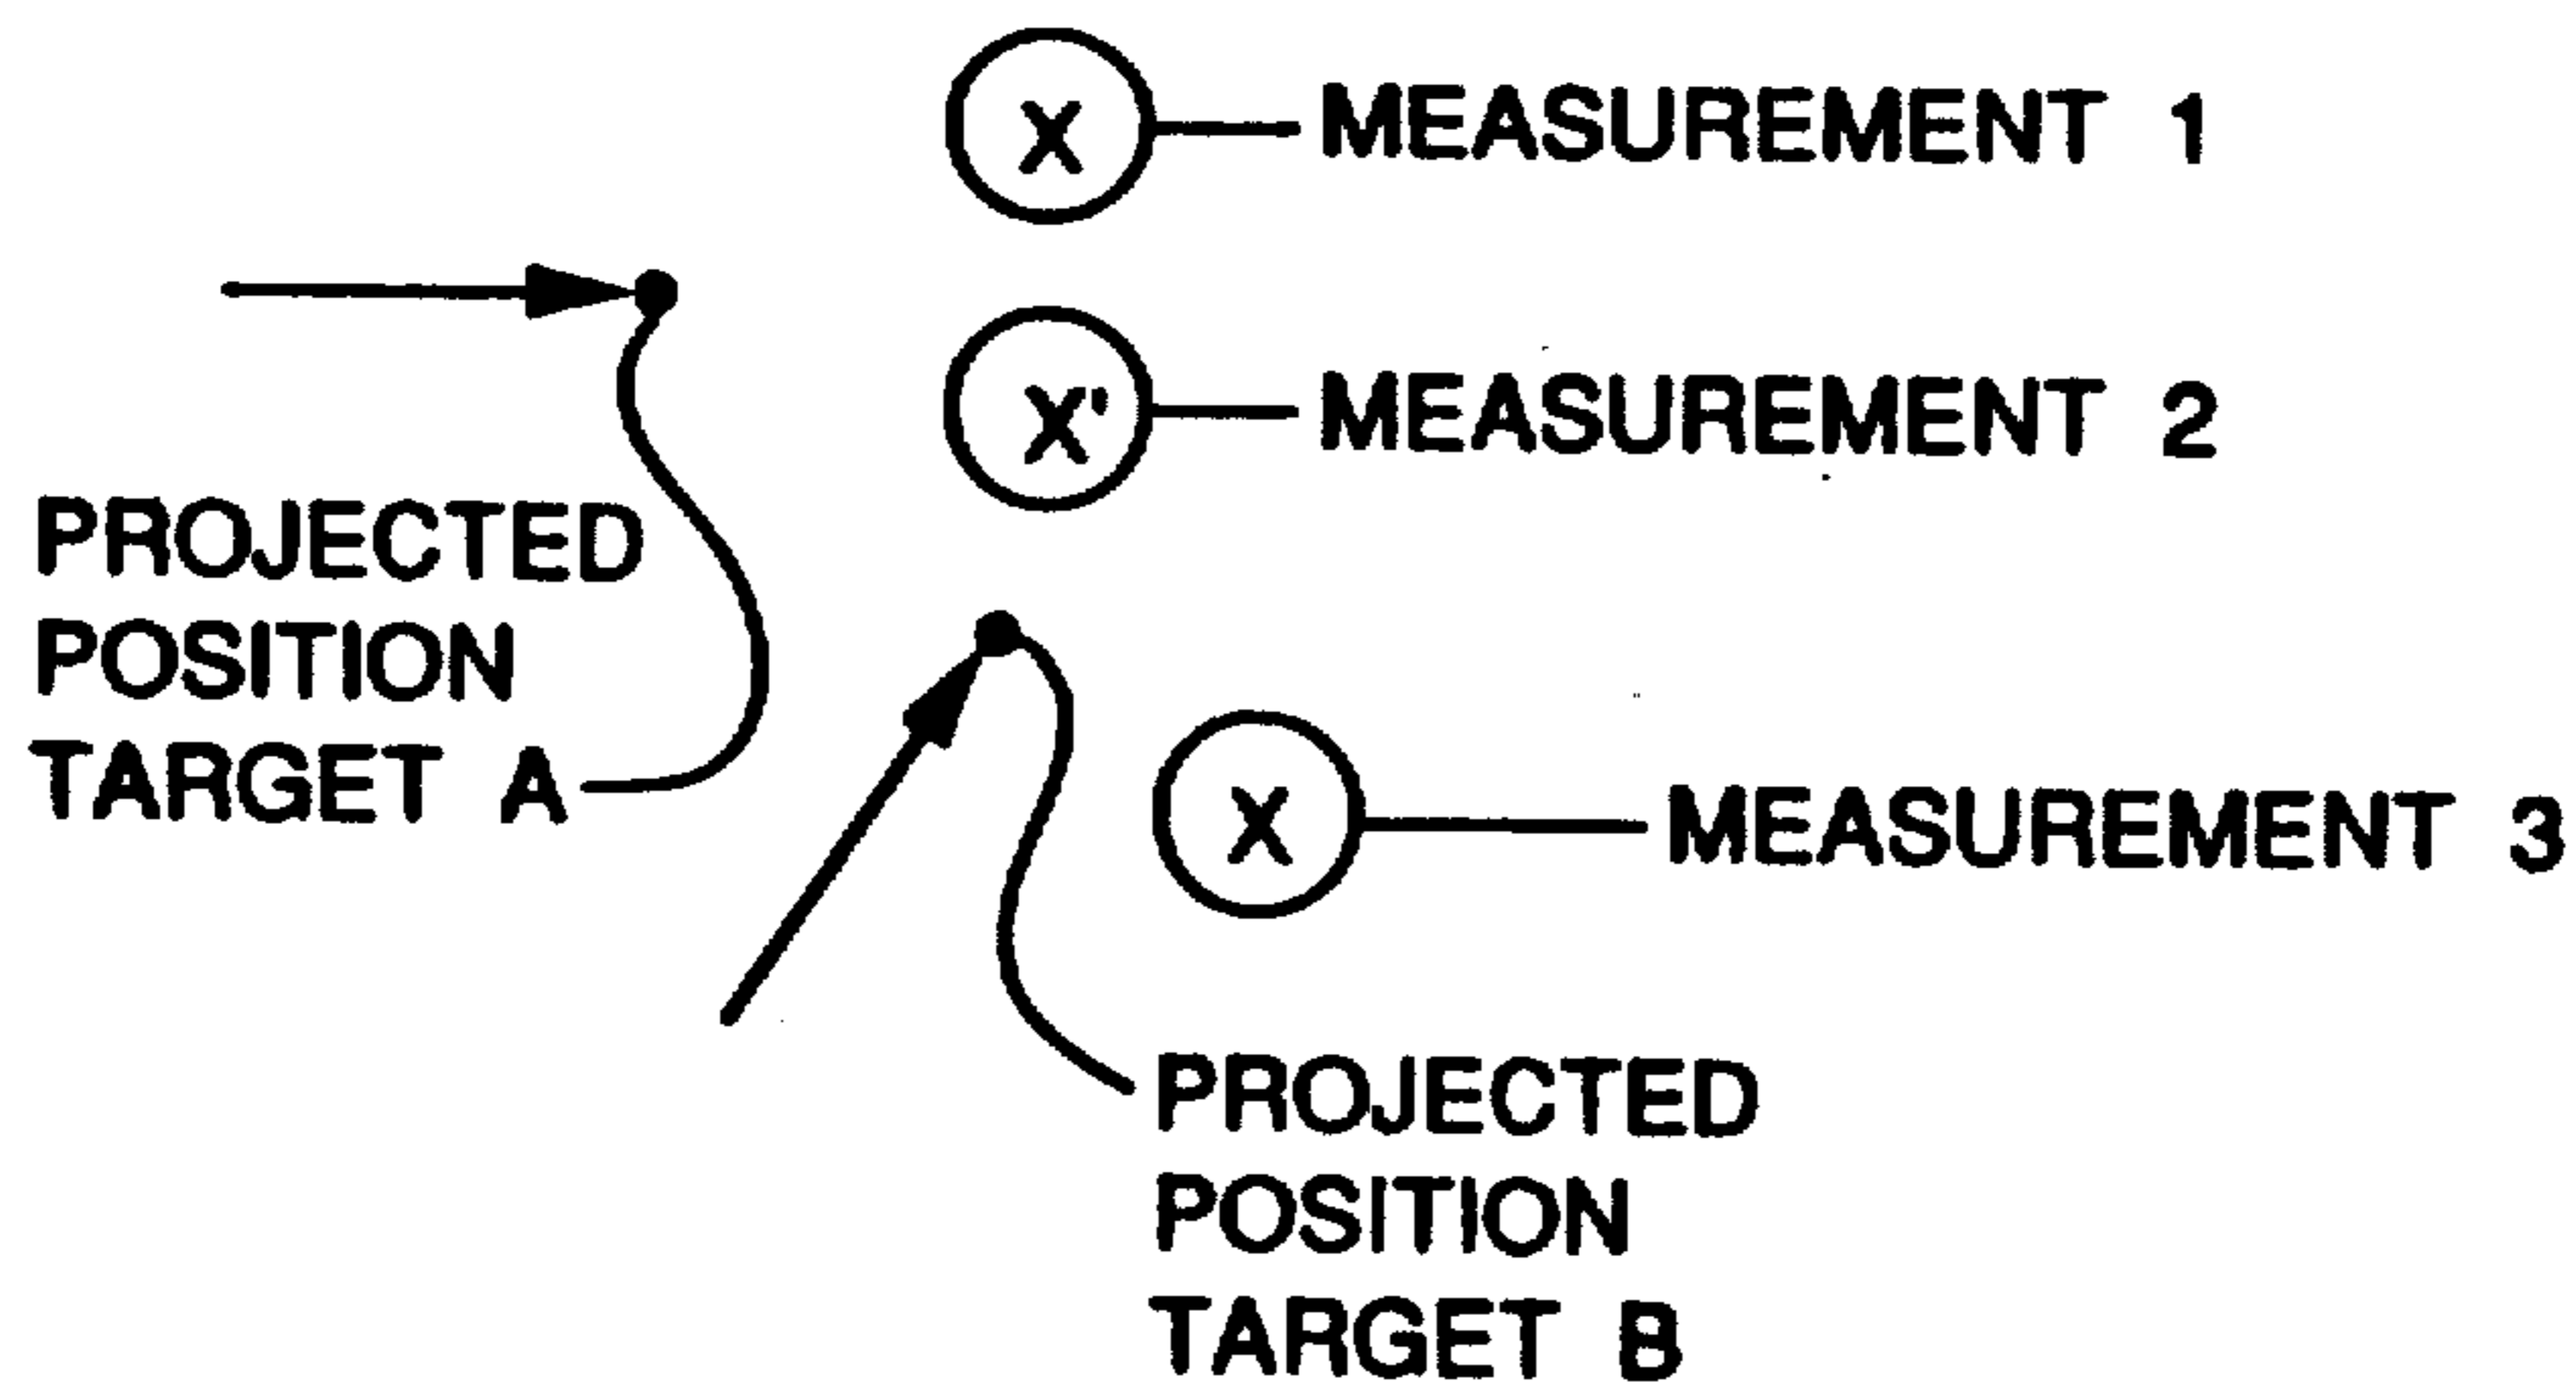 X MEASUREMENT 1
X' MEASUREMENT 2
PROJECTED
POSITION
TARGET A
X MEASUREMENT 3
PROJECTED
POSITION
TARGET B